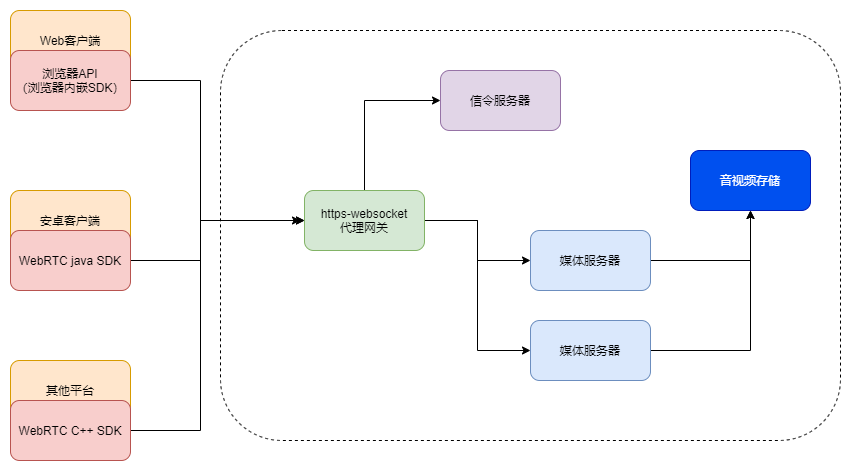 Web客户端
浏览器API
（浏览器内嵌SDK）
安卓客户端
WebRTC java SDK
其他平台
WebRTC C++ SDK
https-websocket
代理网关
信令服务器
媒体服务器
媒体服务器
音视频存储